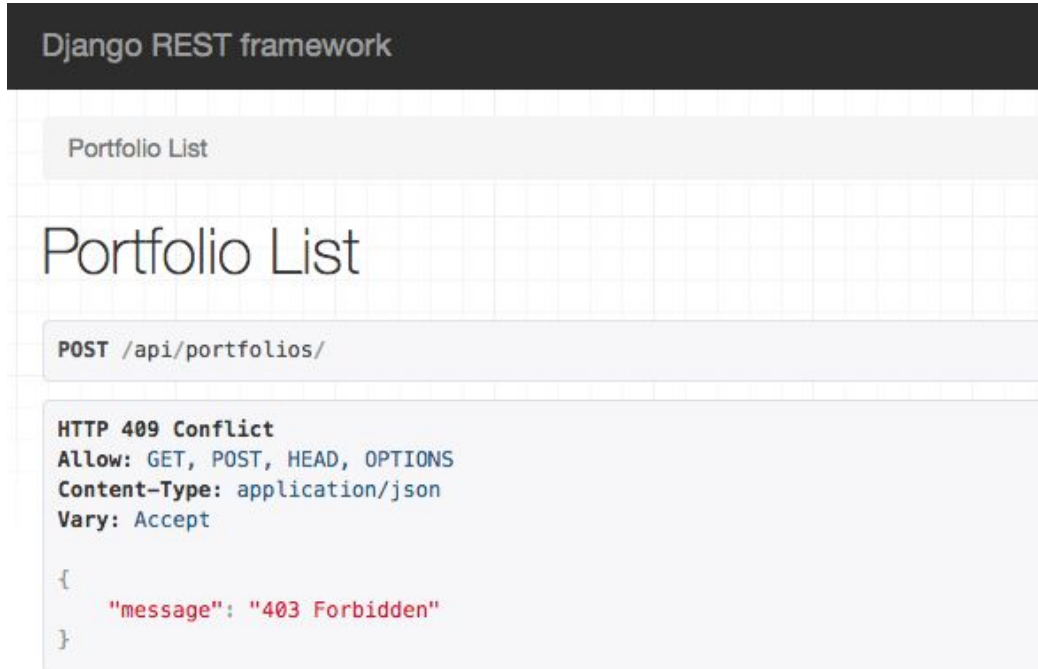 Django REST framework
Portfolio List
Portfolio List
POST /api/portfolios/
HTTP 409 Conflict
Allow: GET, POST, HEAD, OPTIONS
Content-Type: application/json
Vary: Accept
{
"message": "403 Forbidden"
}